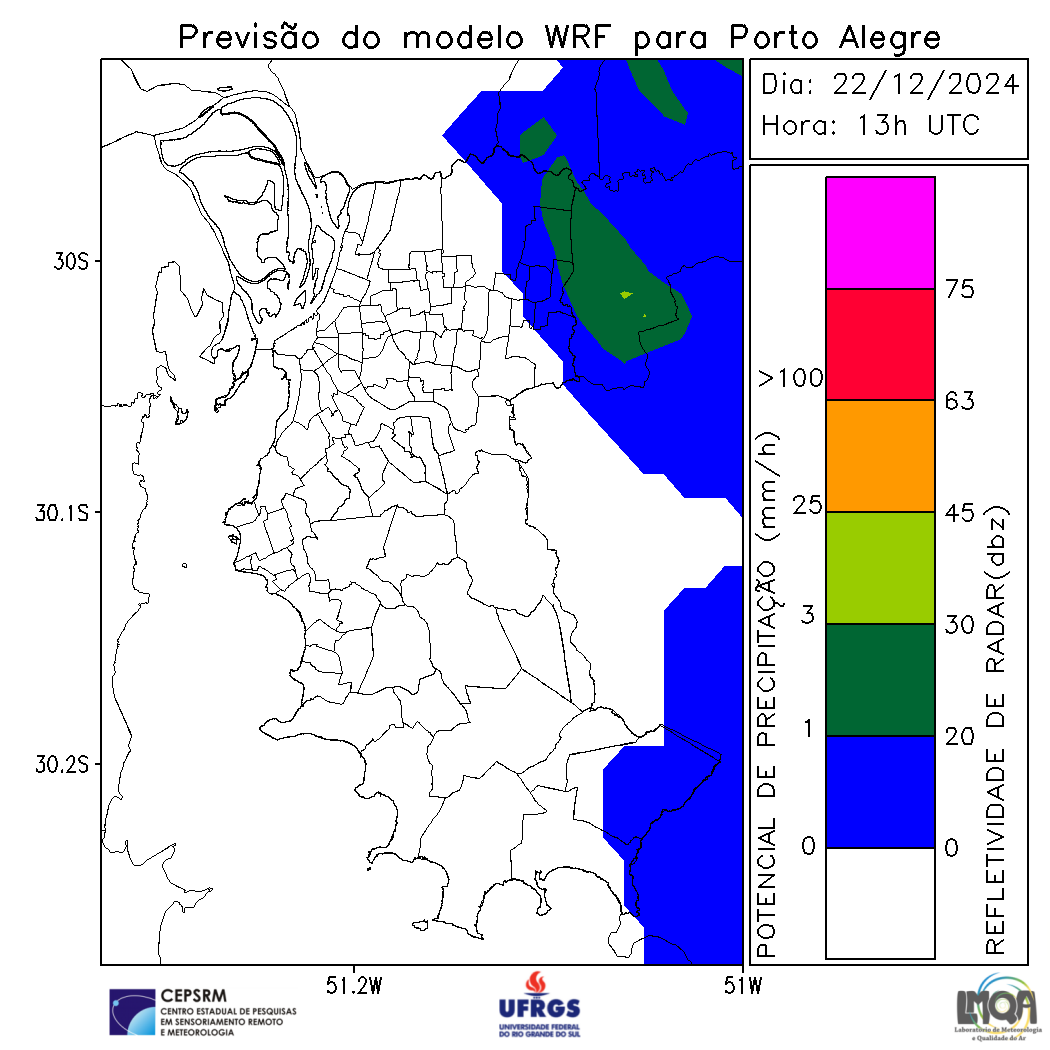 Previsão do modelo WRF para Porto Alegre
Dia: 22/12/2024
Hora: 13h UTC
30S
30.1S
30.2S
51.2W
51W
POTENCIAL DE PRECIPITAÇÃO (mm/h)
>100
25
3
1
0
75
63
45
30
20
0
REFLETIVIDADE DE RADAR(dbz)
CEPSRM
CENTRO ESTADUAL DE PESQUISAS
EM SENSORIAMENTO REMOTO
E METEOROLOGIA
UFRGS
UNIVERSIDADE FEDERAL
DO RIO GRANDE DO SUL
LMQA
Laboratório de Meteorologia
e Qualidade do Ar